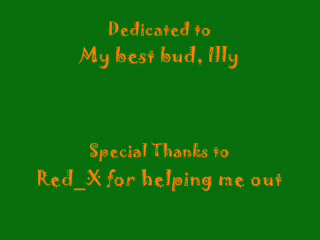 Dedicated to
My best bud, Illy
Special Thanks to
Red_X for helping me out